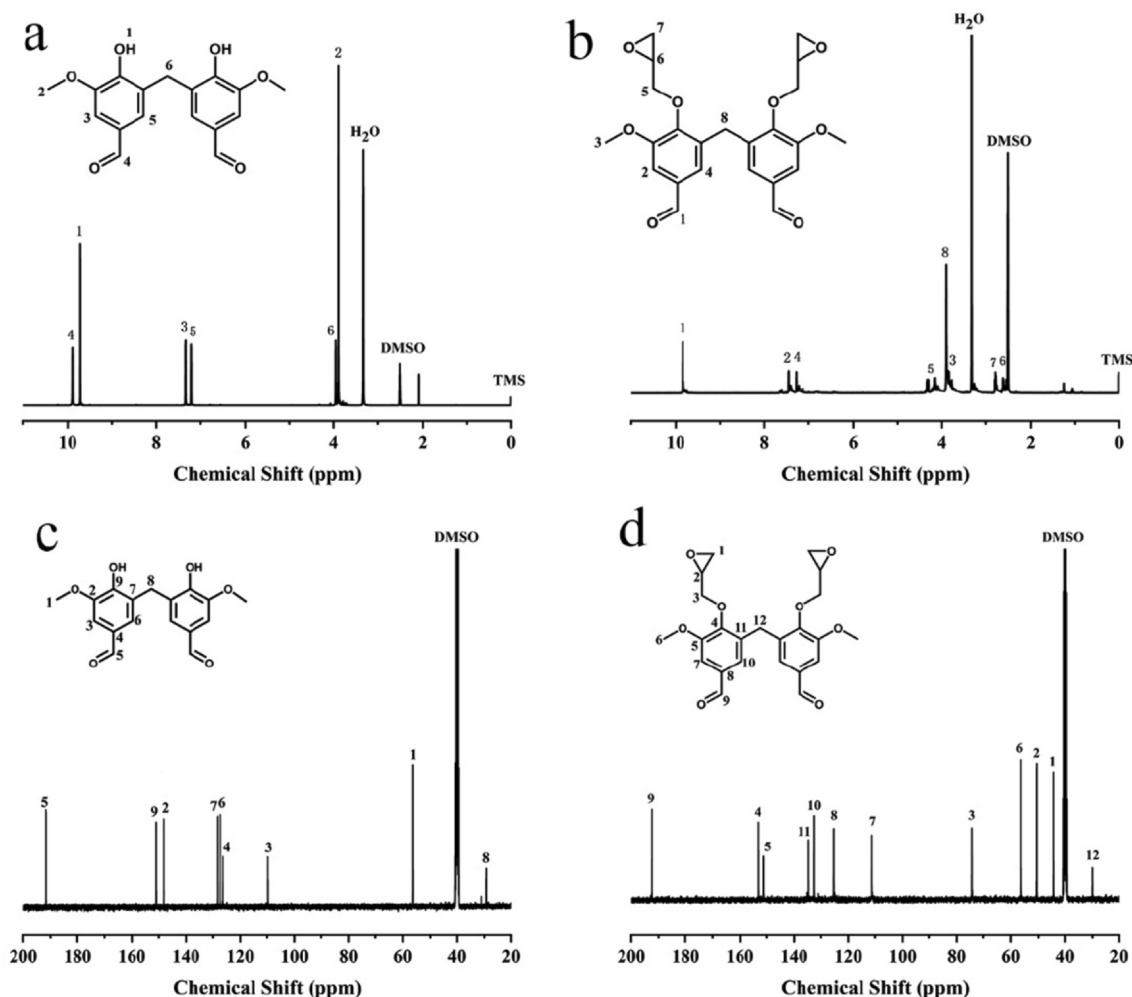 a
1
OH OH
6
O O
2
3 5
O O
4
2
H2O
1
4
3 5
6
DMSO
TMS
10 8 6 4 2 0
Chemical Shift (ppm)
b
7
O O
6
5
O O
8
O O
3
2 4
O O
1
H2O
DMSO
8
1
2 4
5 3 7 6
TMS
10 8 6 4 2 0
Chemical Shift (ppm)
c
OH OH
9 8
O 2 7 O
1
3 6
4
O 5 O
DMSO
1
5
9 2
7 6
4 3
8
200 180 160 140 120 100 80 60 40 20
Chemical Shift (ppm)
d
1
O O
2
3
O O
4 11 12
O O
6 5
7 10
8
O 9 O
DMSO
6 2 1
9
4 10 8
5 11 7 3
12
200 180 160 140 120 100 80 60 40 20
Chemical Shift (ppm)